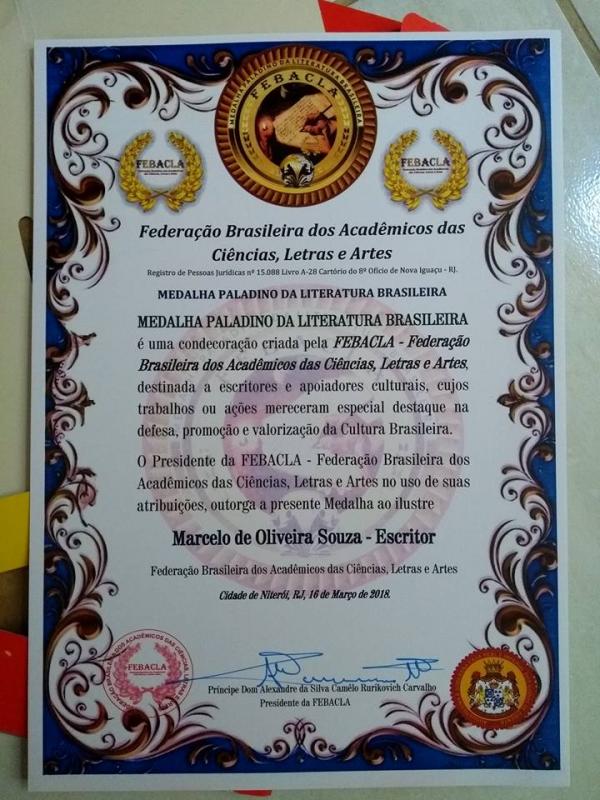 MEDALHA PALADINO DA LITERATURA BRASILEIRA
FEBACLA
FEBACLA
FEBACLA
Federação Brasileira dos Acadêmicos das
Ciências, Letras e Artes
Registro de Pessoas Jurídicas nº 15.088 Livro A-28 Cartório do 8º Ofício de Nova Iguaçu - RJ.
MEDALHA PALADINO DA LITERATURA BRASILEIRA
MEDALHA PALADINO DA LITERATURA BRASILEIRA
é uma condecoração criada pela FEBACLA - Federação
Brasileira dos Acadêmicos das Ciências, Letras e Artes,
destinada a escritores e apoiadores culturais, cujos
trabalhos ou ações mereceram especial destaque na
defesa, promoção e valorização da Cultura Brasileira.
O Presidente da FEBACLA - Federação Brasileira dos
Acadêmicos das Ciências, Letras e Artes no uso de suas
atribuições, outorga a presente Medalha ao ilustre
Marcelo de Oliveira Souza - Escritor
Federação Brasileira dos Acadêmicos das Ciências, Letras e Artes
Cidade de Niterói, RJ, 16 de Março de 2018.
FEBACLA
Príncipe Dom Alexandre da Silva Camêlo Rurikovich Carvalho
Presidente da FEBACLA